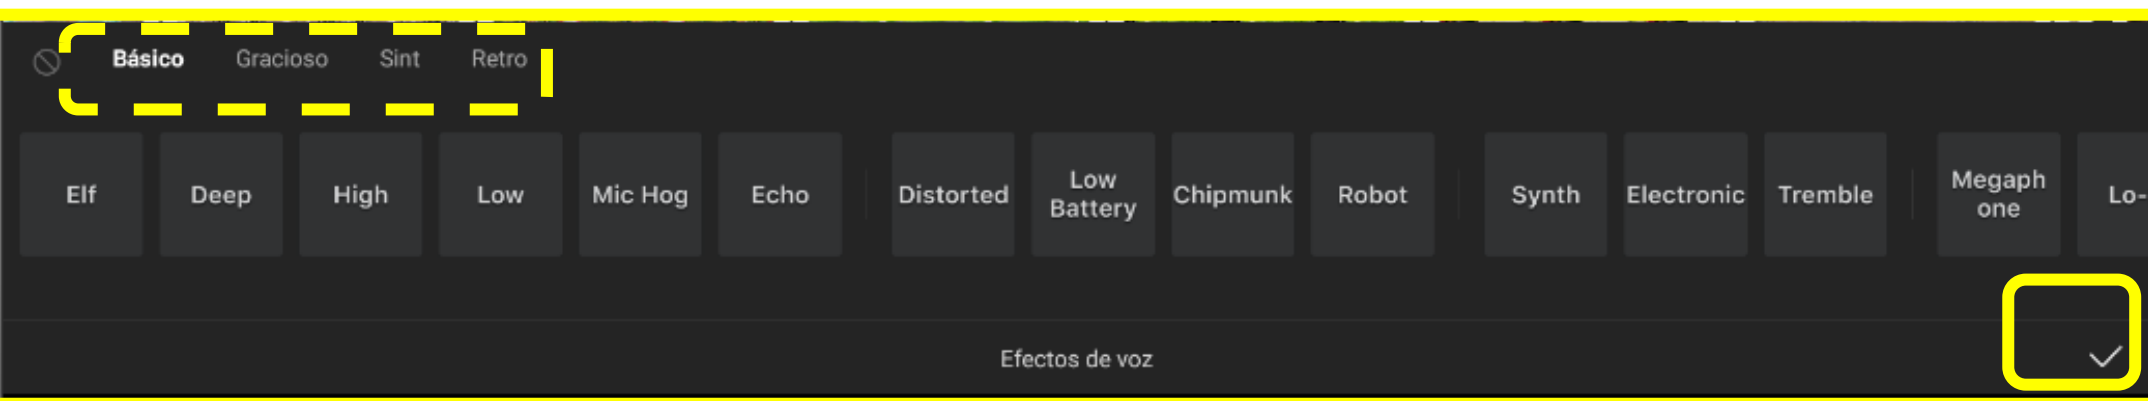 Básico Gracioso Sint Retro
Elf Deep High Low Mic Hog Echo Distorted Low Battery Chipmunk Robot Synth Electronic Tremble Megaph one Lo-
Efectos de voz